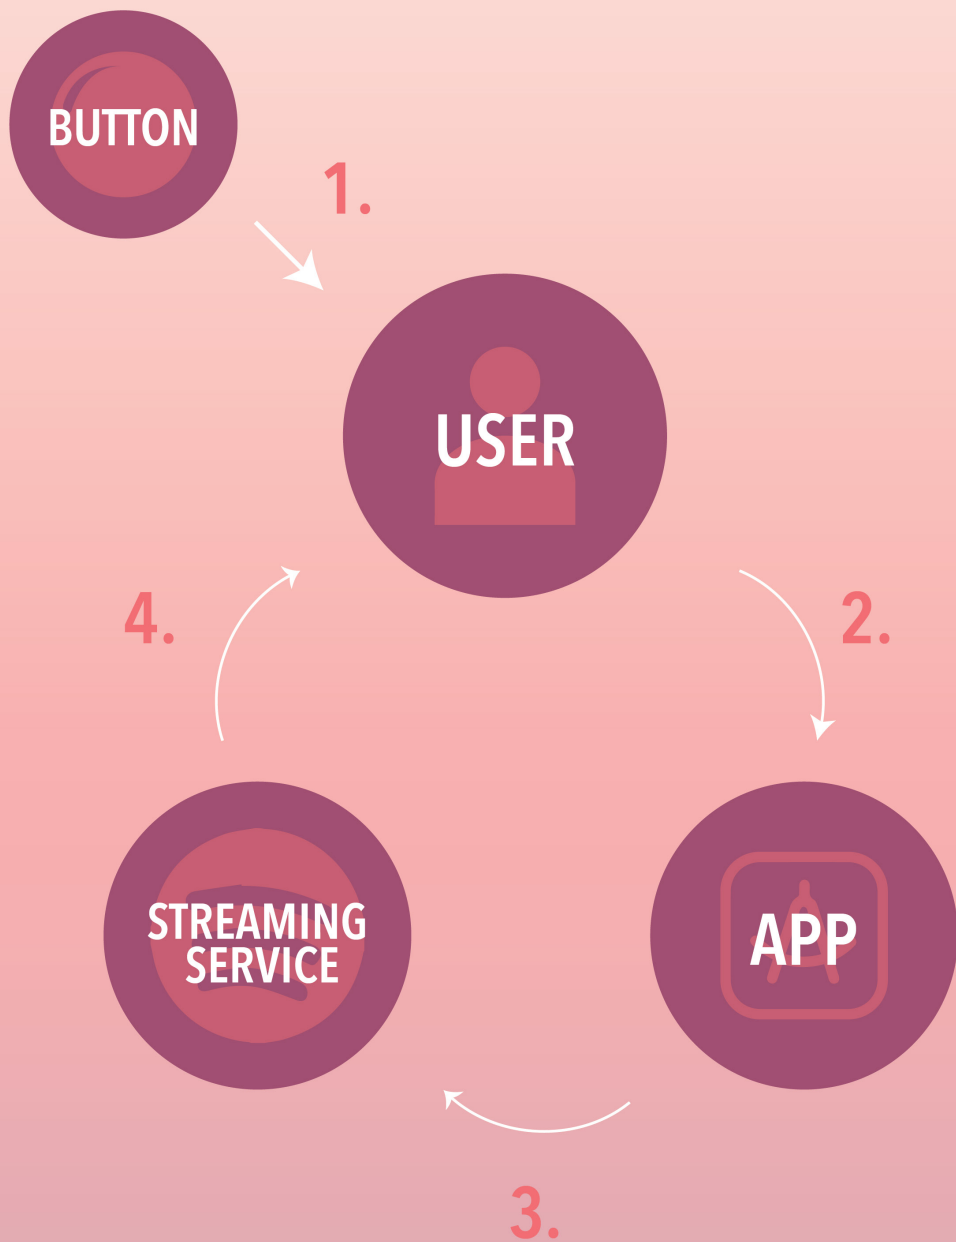 BUTTON
1.
USER
4.
2.
STREAMING
SERVICE
APP
3.